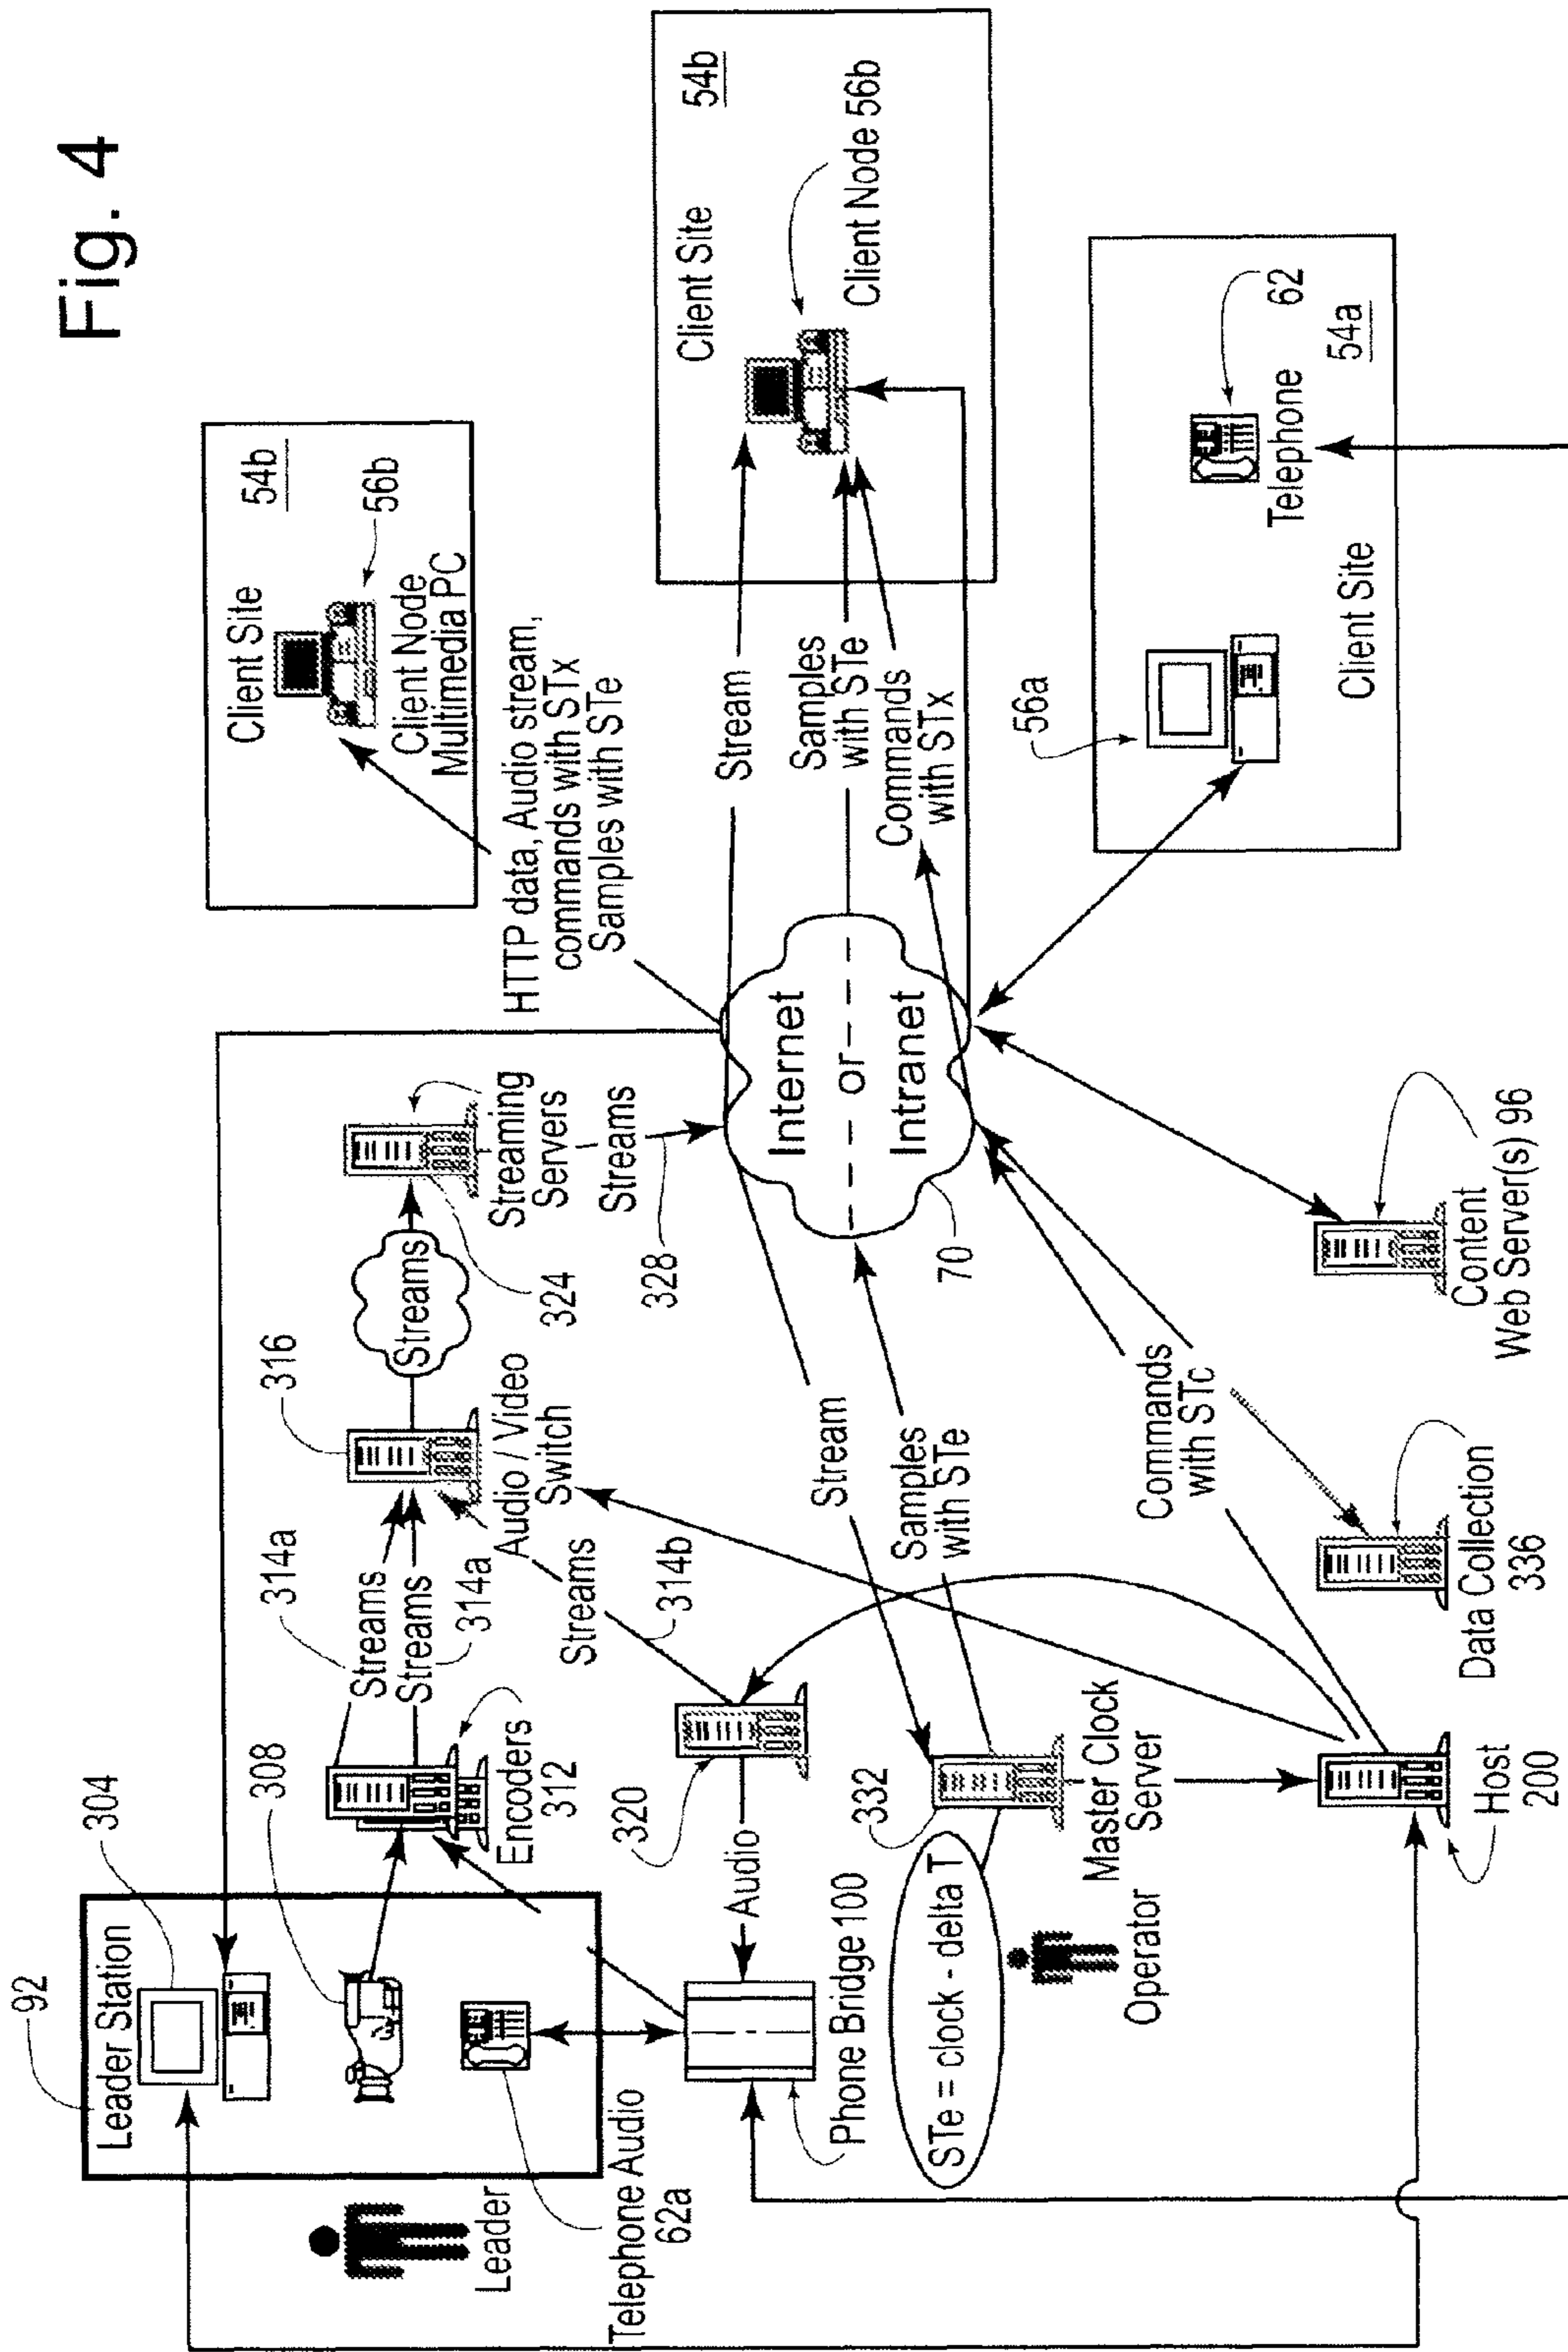 Fig. 4
92
Leader Station
304
308
Leader
Telephone Audio
62a
Encoders
312
314a
Streams
Streams
314a
316
Audio / Video
Switch
Streams
314b
Streams
324
Streaming
Servers
Streams
328
320
Audio
Phone Bridge 100
STe = clock - delta T
332
Master Clock
Server
Operator
Host
200
Stream
Samples
with STe
Commands
with STc
Data Collection
336
Content
Web Server(s) 96
70
Internet
or
Intranet
HTTP data, Audio stream,
commands with STx
Samples with STe
Client Site
54b
56b
Client Node
Multimedia PC
Stream
Samples
with STe
Commands
with STx
Client Site
54b
Client Node 56b
56a
Client Site
Telephone
62
54a